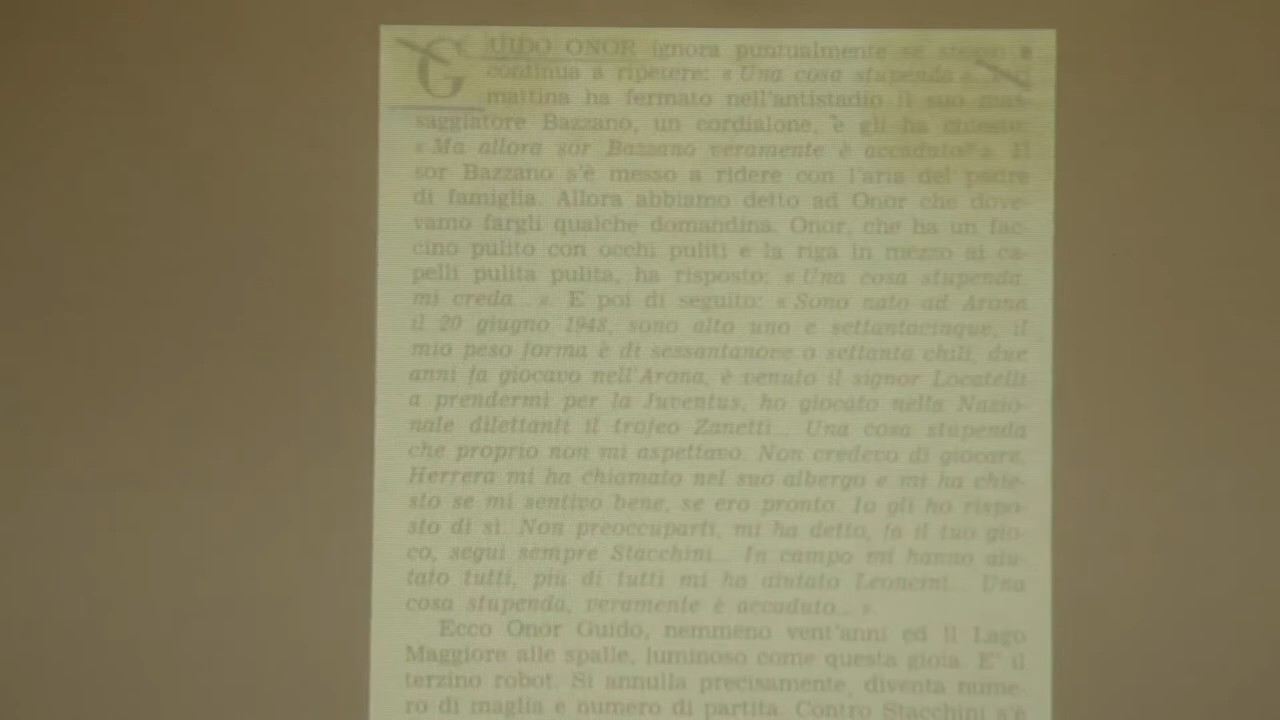 GUIDO ONOR ignora puntualmente se stesso e
continua a ripetere: « Una cosa stupenda ». Ieri
mattina ha fermato nell'antistadio il suo mas-
saggiatore Bazzano, un cordialone, e gli ha chiesto:
« Ma allora sor Bazzano veramente è accaduto? ». Il
sor Bazzano s'è messo a ridere con l'aria del padre
di famiglia. Allora abbiamo detto ad Onor che dove-
vamo fargli qualche domandina. Onor, che ha un fac-
cino pulito con occhi puliti e la riga in mezzo ai ca-
pelli pulita pulita, ha risposto: « Una cosa stupenda,
mi creda... ». E poi di seguito: « Sono nato ad Arona
il 20 giugno 1948, sono alto uno e settantacinque, il
mio peso forma è di sessantanove o settanta chili, due
anni fa giocavo nell'Arona, è venuto il signor Locatelli
a prendermi per la Juventus, ho giocato nella Nazio-
nale dilettanti il trofeo Zanetti... Una cosa stupenda
che proprio non mi aspettavo. Non credevo di giocare,
Herrera mi ha chiamato nel suo albergo e mi ha chie-
sto se mi sentivo bene, se ero pronto. Io gli ho rispo-
sto di sì. Non preoccuparti, mi ha detto, fa il tuo gio-
co, segui sempre Stacchini... In campo mi hanno aiu-
tato tutti, più di tutti mi ha aiutato Leoncini... Una
cosa stupenda, veramente è accaduto... ».
Ecco Onor Guido, nemmeno vent'anni ed il Lago
Maggiore alle spalle, luminoso come questa gioia. E' il
terzino robot. Si annulla precisamente, diventa nume-
ro di maglia e numero di partita. Contro Stacchini s'è